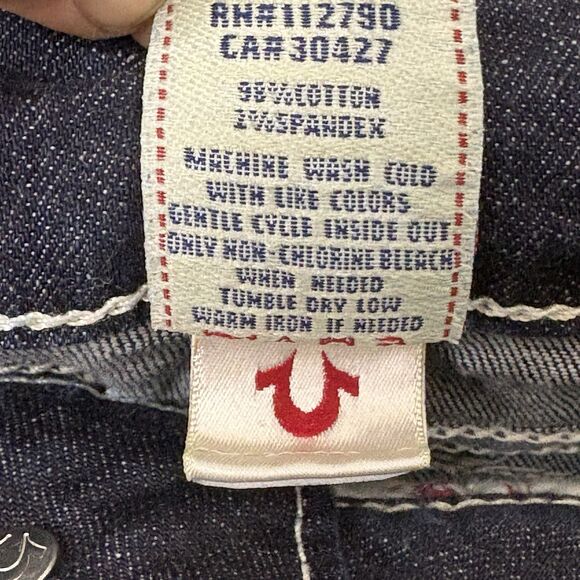 RN#112790
CA#30427
98%COTTON
2%SPANDEX
MACHINE WASH COLD
WITH LIKE COLORS
GENTLE CYCLE INSIDE OUT
ONLY NON-CHLORINE BLEACH
WHEN NEEDED
TUMBLE DRY LOW
WARM IRON IF NEEDED